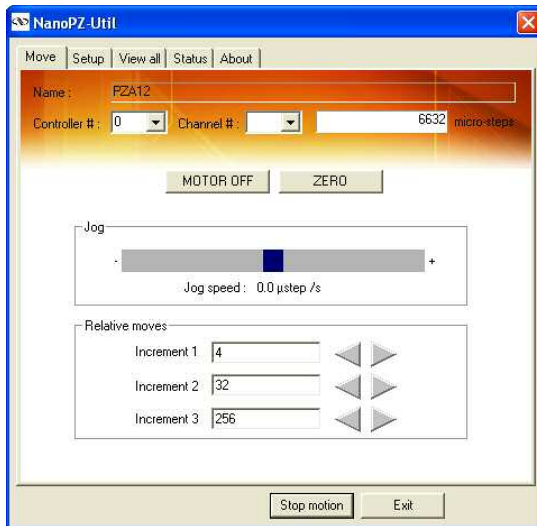 NanoPZ-Util
Move Setup View all Status About
Name : PZA12
Controller # : 0 Channel # : 6632 micro-steps
MOTOR OFF ZERO
Jog
- +
Jog speed : 0.0 µstep /s
Relative moves
Increment 1 4
Increment 2 32
Increment 3 256
Stop motion Exit